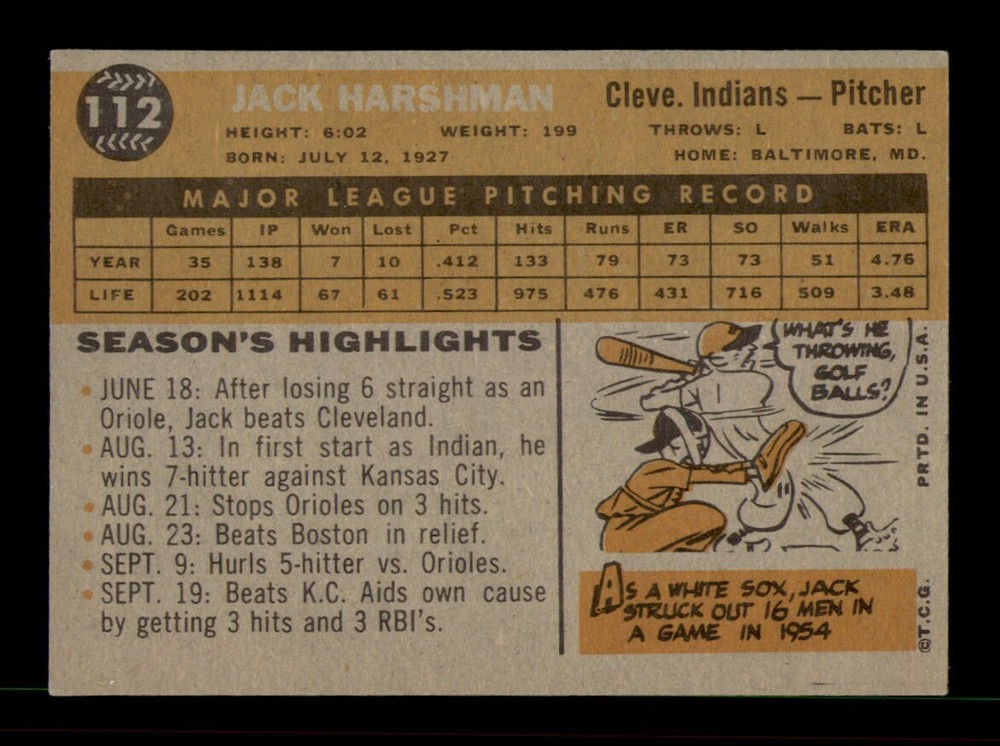 112
JACK HARSHMAN
Cleve. Indians — Pitcher
HEIGHT: 6:02 WEIGHT: 199 THROWS: L BATS: L
BORN: JULY 12, 1927 HOME: BALTIMORE, MD.
MAJOR LEAGUE PITCHING RECORD
Games IP Won Lost Pct Hits Runs ER SO Walks ERA
YEAR 35 138 7 10 .412 133 79 73 73 51 4.76
LIFE 202 1114 67 61 .523 975 476 431 716 509 3.48
SEASON'S HIGHLIGHTS
• JUNE 18: After losing 6 straight as an
Oriole, Jack beats Cleveland.
• AUG. 13: In first start as Indian, he
wins 7-hitter against Kansas City.
• AUG. 21: Stops Orioles on 3 hits.
• AUG. 23: Beats Boston in relief.
• SEPT. 9: Hurls 5-hitter vs. Orioles.
• SEPT. 19: Beats K.C. Aids own cause
by getting 3 hits and 3 RBI's.
WHAT'S HE
THROWING,
GOLF
BALLS?
AS A WHITE SOX, JACK
STRUCK OUT 16 MEN IN
A GAME IN 1954
©T.C.G. PRTD. IN U.S.A.